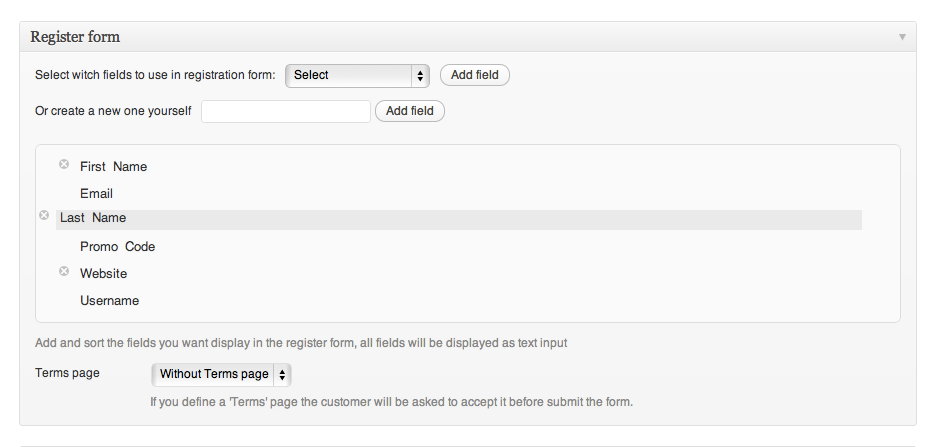 Register form
Select witch fields to use in registration form: Select Add field
Or create a new one yourself Add field
First Name
Email
Last Name
Promo Code
Website
Username
Add and sort the fields you want display in the register form, all fields will be displayed as text input
Terms page Without Terms page
If you define a 'Terms' page the customer will be asked to accept it before submit the form.